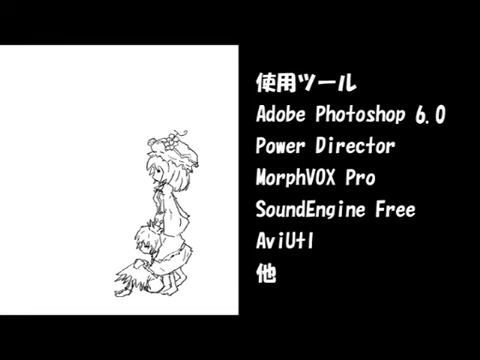 使用ツール
Adobe Photoshop 6.0
Power Director
MorphVOX Pro
SoundEngine Free
AviUtl
他